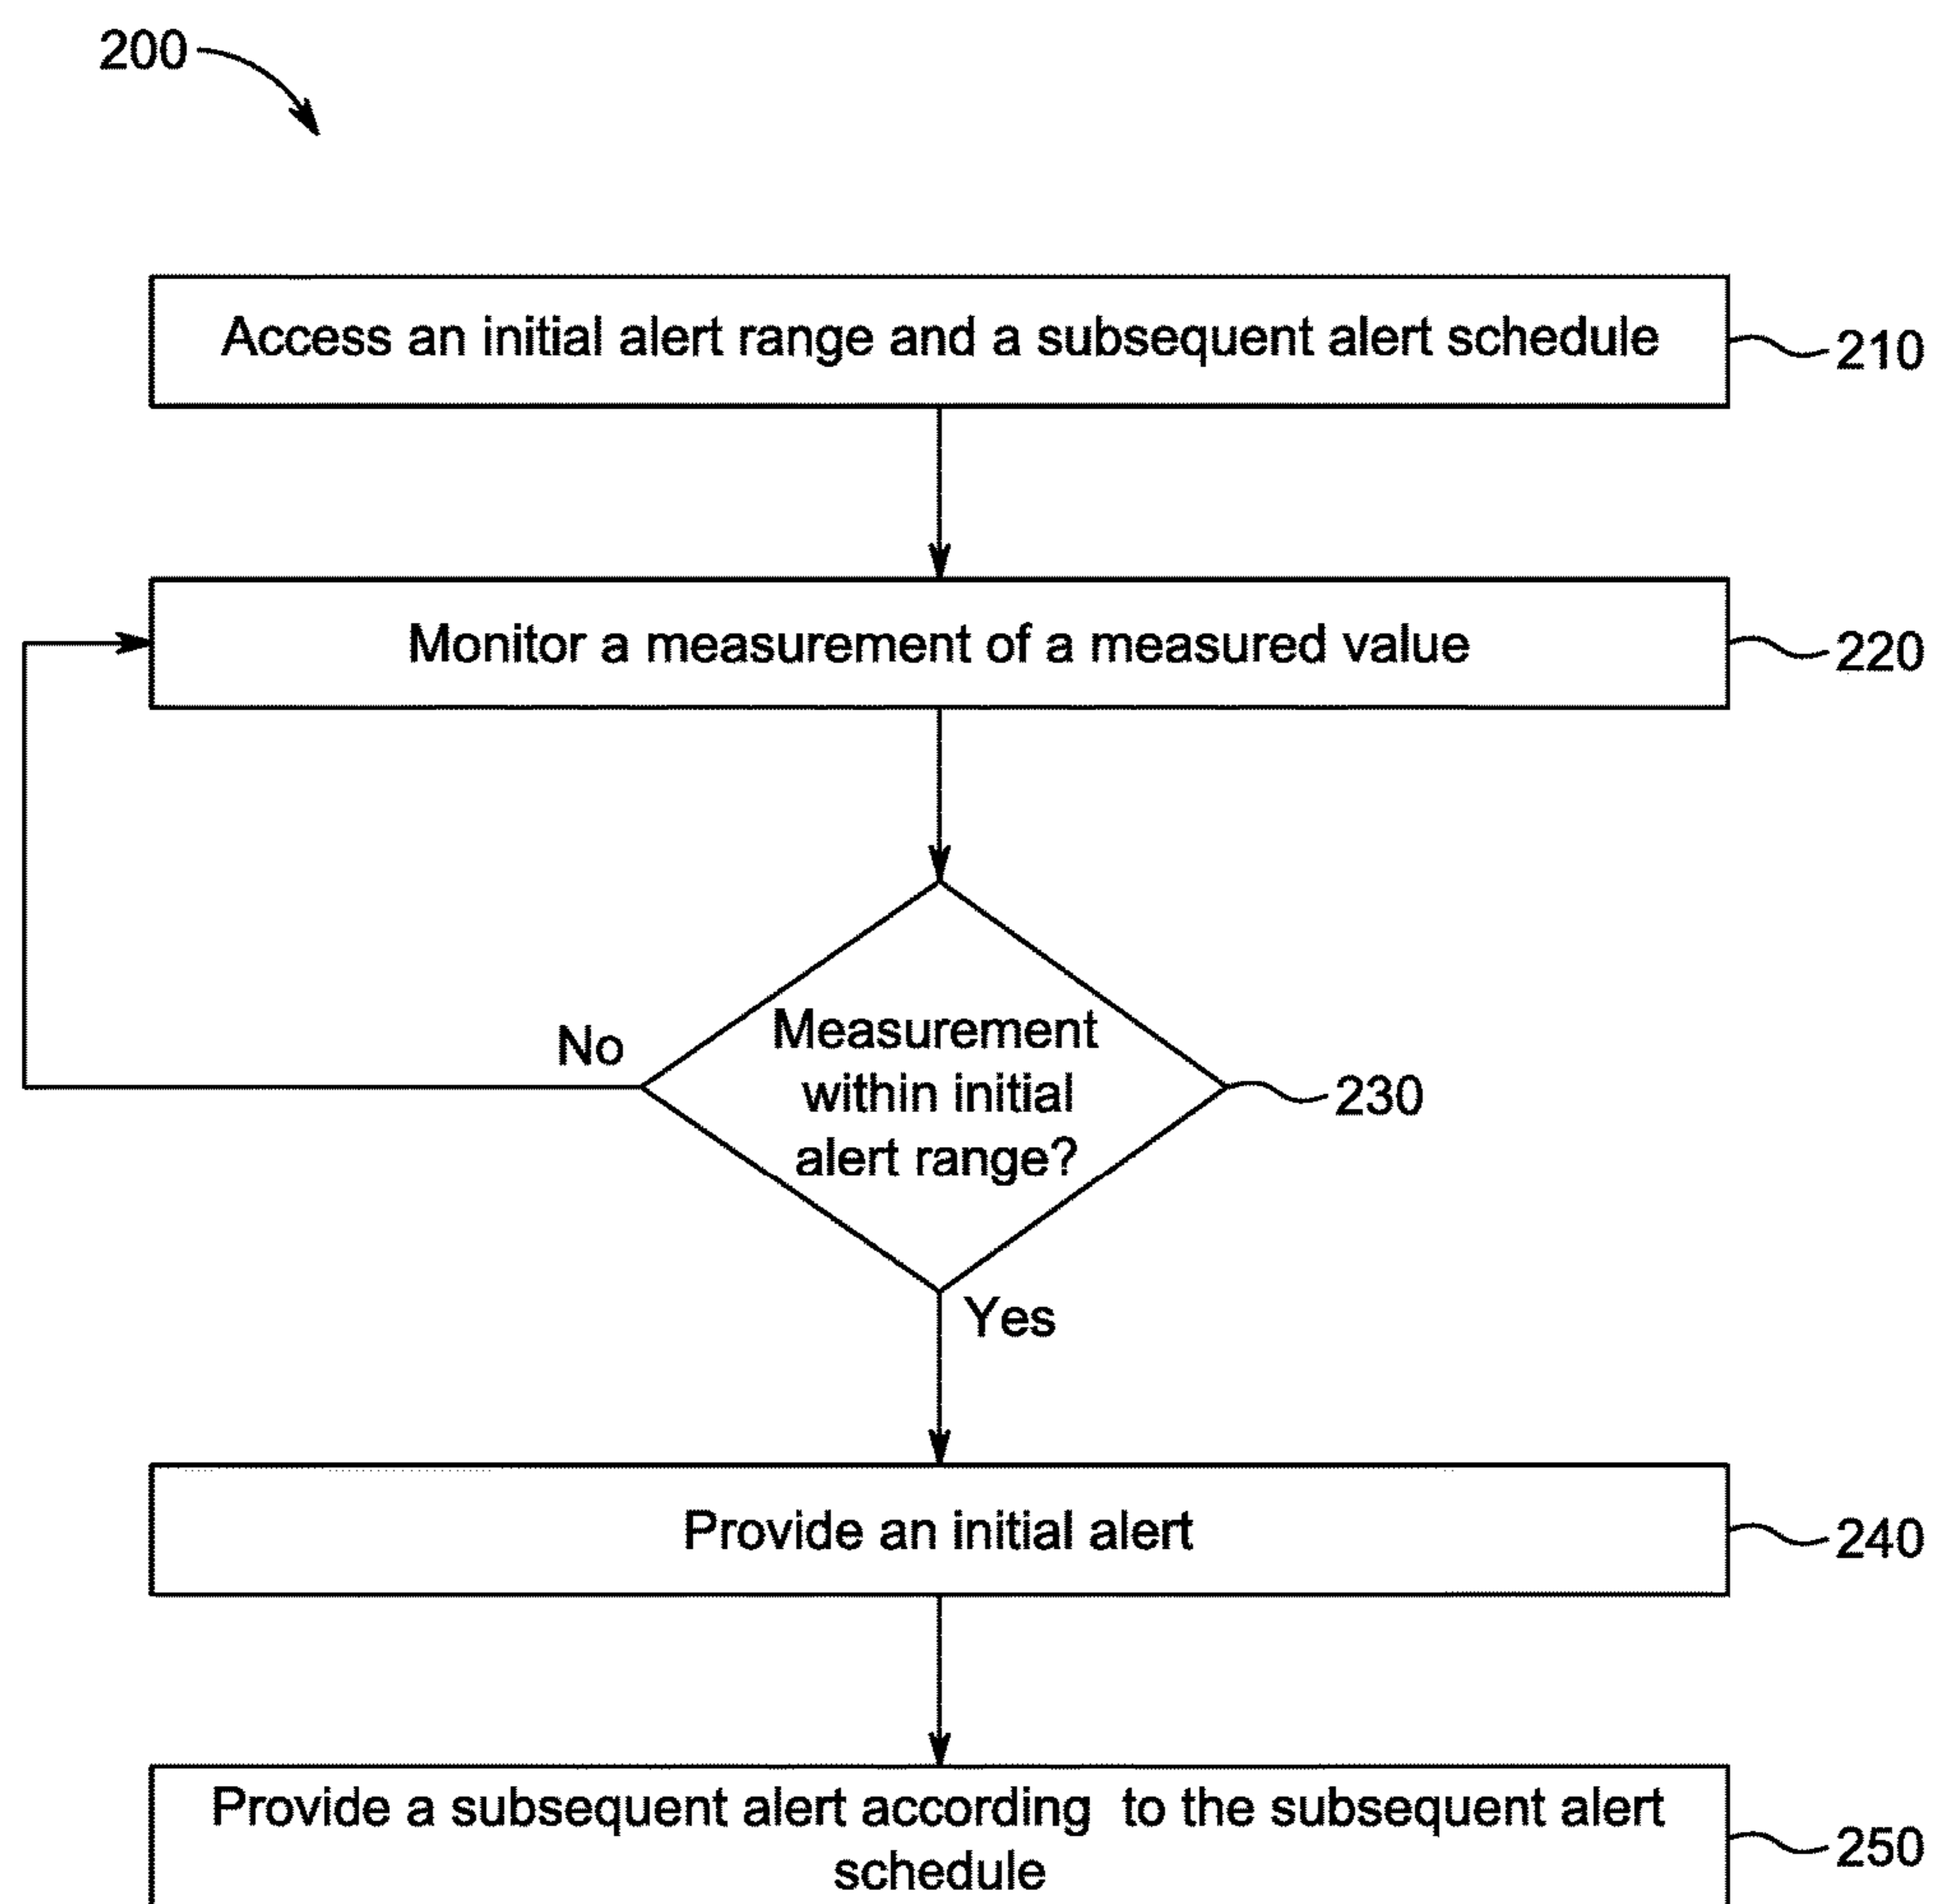 200
Access an initial alert range and a subsequent alert schedule
210
Monitor a measurement of a measured value
220
No
Measurement
within initial
alert range?
230
Yes
Provide an initial alert
240
Provide a subsequent alert according to the subsequent alert
schedule
250